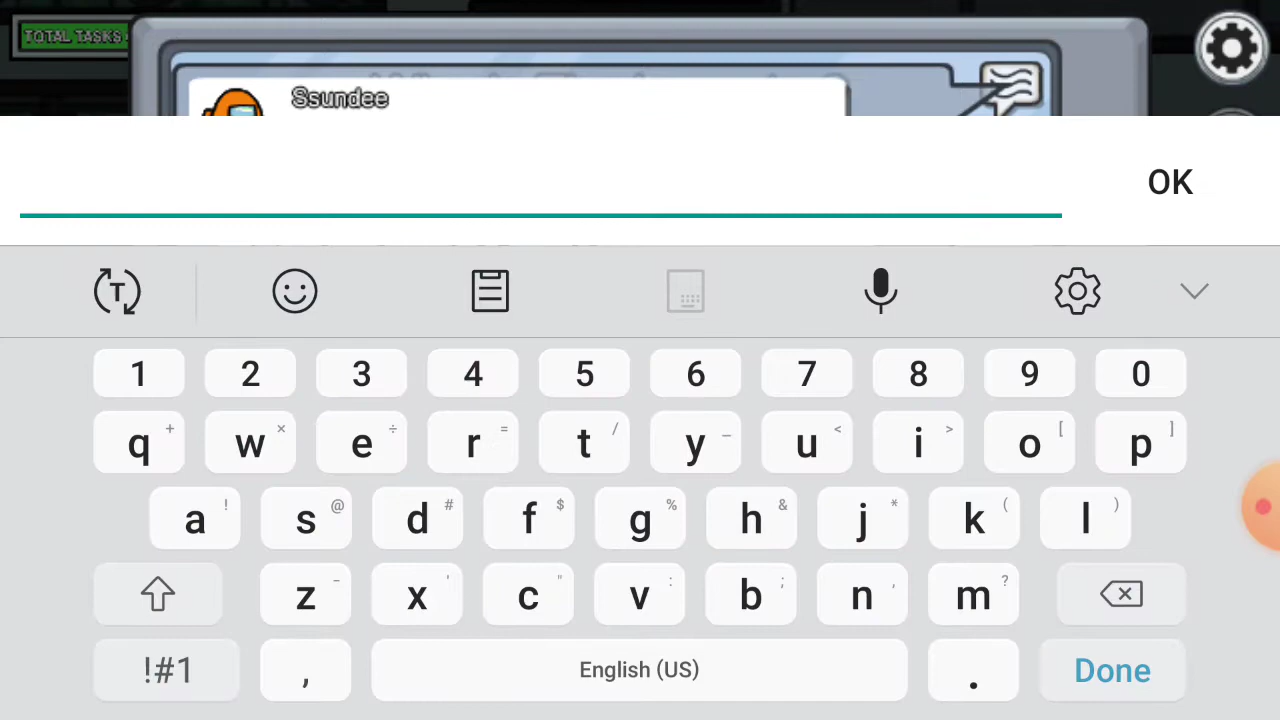 TOTAL TASKS
Ssundee
OK
T
1 2 3 4 5 6 7 8 9 0
q + w × e ÷ r = t / y _ u < i > o [ p ]
a ! s @ d # f $ g % h & j * k ( l )
z - x ' c " v : b ; n , m ?
!#1 , English (US) . Done